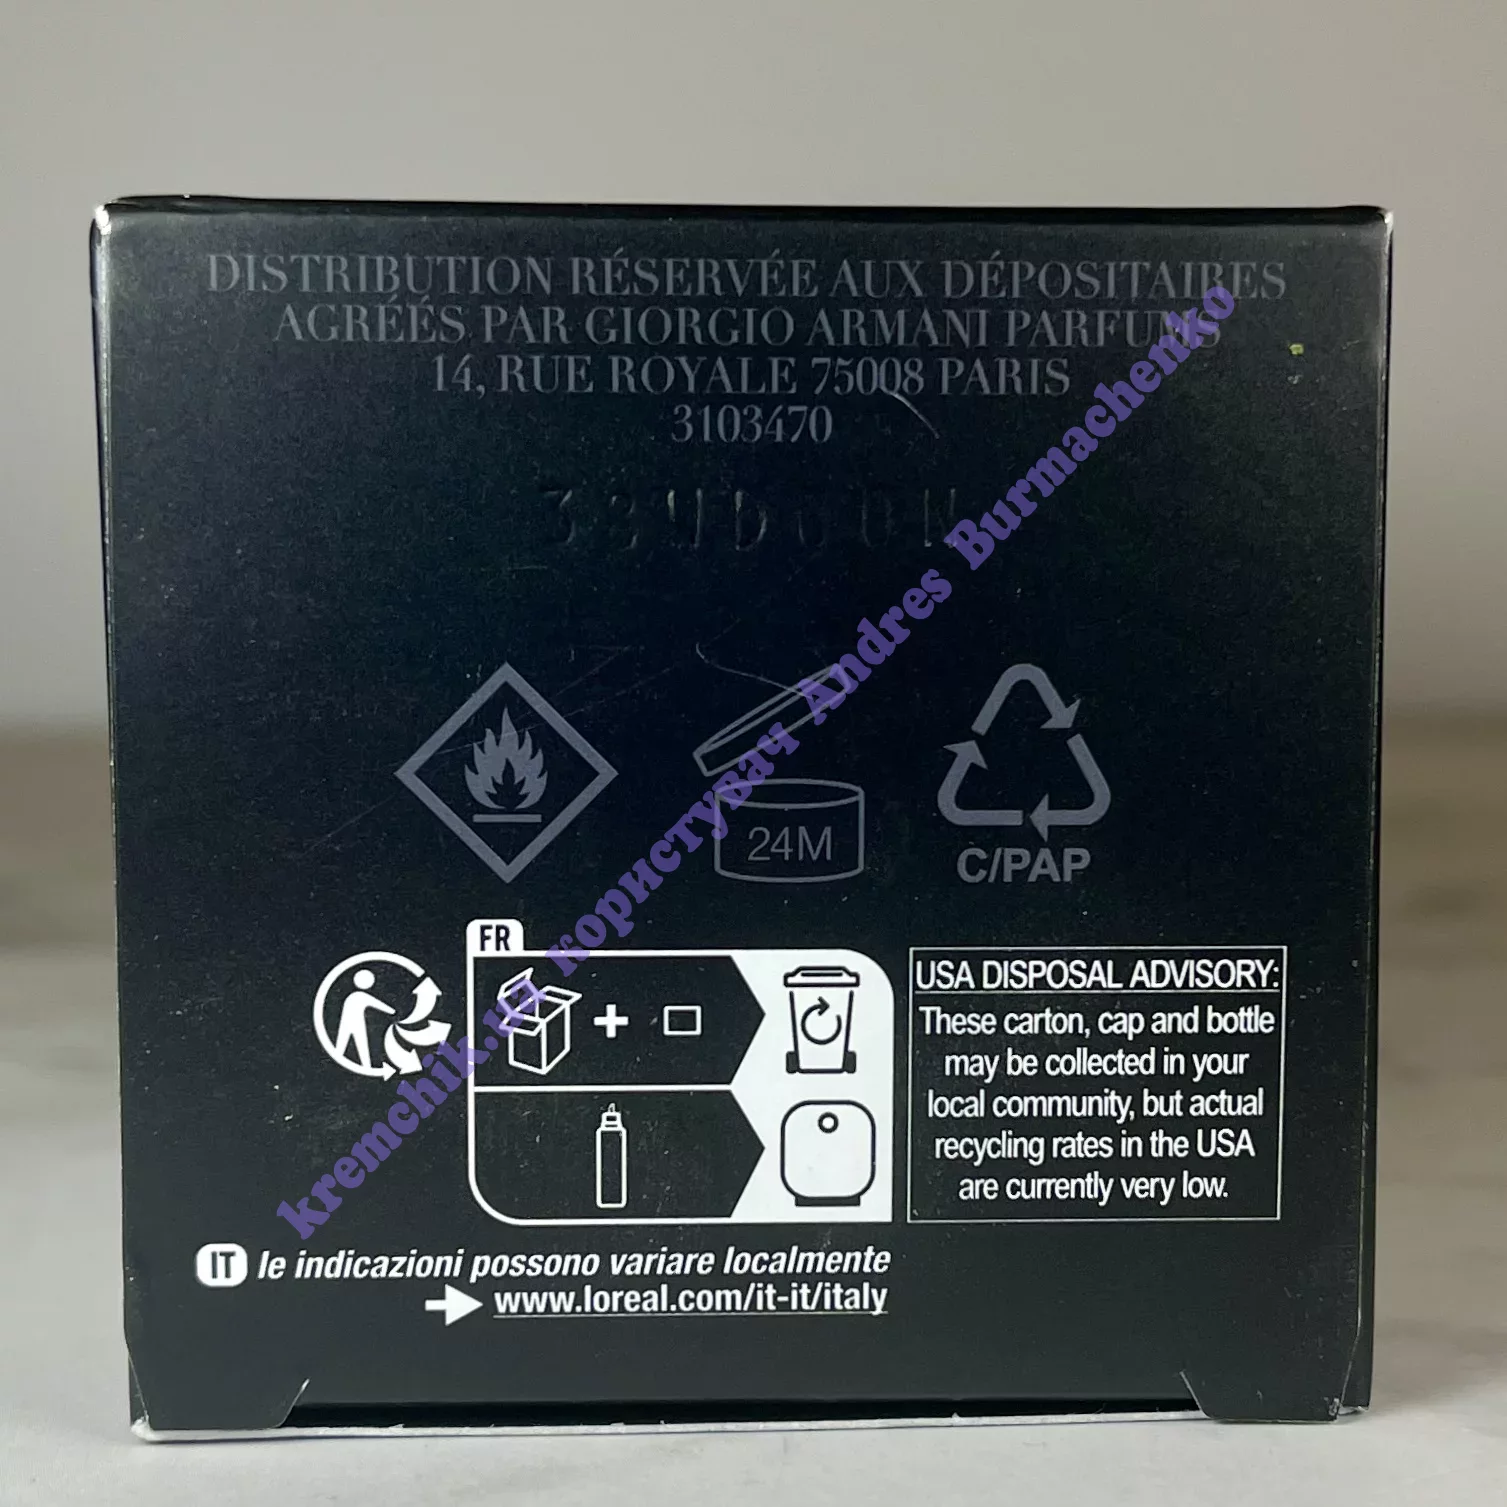 DISTRIBUTION RÉSERVÉE AUX DÉPOSITAIRES
AGRÉÉS PAR GIORGIO ARMANI PARFUMS
14, RUE ROYALE 75008 PARIS
3103470
24M
C/PAP
FR
USA DISPOSAL ADVISORY:
These carton, cap and bottle
may be collected in your
local community, but actual
recycling rates in the USA
are currently very low.
IT le indicazioni possono variare localmente
www.loreal.com/it-it/italy
kremchik.ua користувач Andres Burmachenko